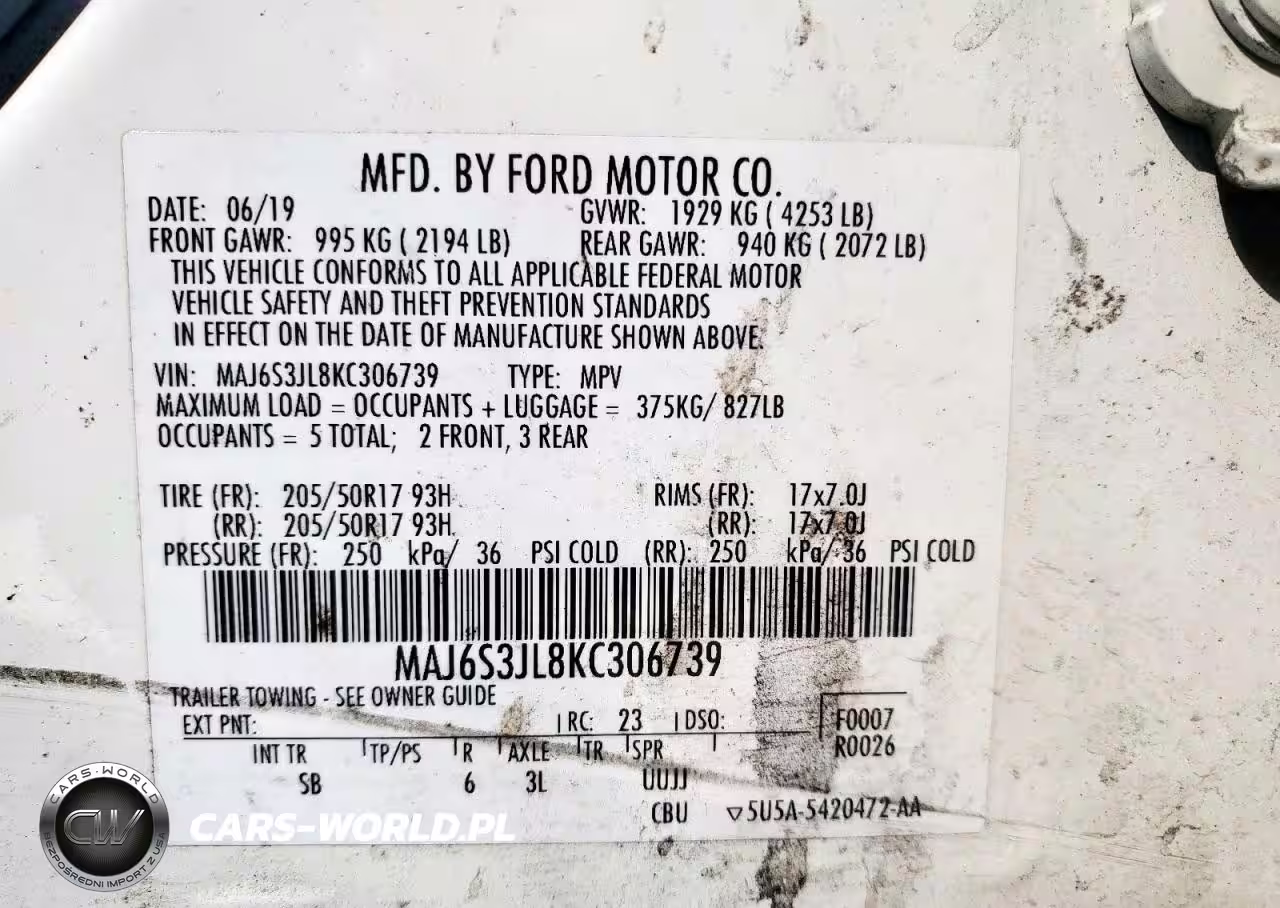 MFD. BY FORD MOTOR CO.
DATE: 06/19 GVWR: 1929 KG ( 4253 LB)
FRONT GAWR: 995 KG ( 2194 LB) REAR GAWR: 940 KG ( 2072 LB)
THIS VEHICLE CONFORMS TO ALL APPLICABLE FEDERAL MOTOR
VEHICLE SAFETY AND THEFT PREVENTION STANDARDS
IN EFFECT ON THE DATE OF MANUFACTURE SHOWN ABOVE.
VIN: MAJ6S3JL8KC306739 TYPE: MPV
MAXIMUM LOAD = OCCUPANTS + LUGGAGE = 375KG/ 827LB
OCCUPANTS = 5 TOTAL; 2 FRONT, 3 REAR
TIRE (FR): 205/50R17 93H RIMS (FR): 17x7.0J
(RR): 205/50R17 93H (RR): 17x7.0J
PRESSURE (FR): 250 kPa/ 36 PSI COLD (RR): 250 kPa/ 36 PSI COLD
MAJ6S3JL8KC306739
TRAILER TOWING - SEE OWNER GUIDE
EXT PNT: RC: 23 DSO: F0007
R0026
INT TR TP/PS R AXLE TR SPR
SB 6 3L UUJJ
CBU ▽5U5A-5420472-AA
CARS-WORLD
CW
BEZPOŚREDNI IMPORT Z USA
CARS-WORLD.PL